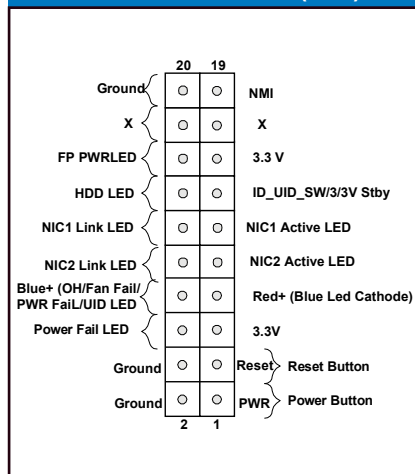 20 19
Ground NMI
X X
FP PWRLED 3.3 V
HDD LED ID_UID_SW/3/3V Stby
NIC1 Link LED NIC1 Active LED
NIC2 Link LED NIC2 Active LED
Blue+ (OH/Fan Fail/
PWR FaiL/UID LED Red+ (Blue Led Cathode)
Power Fail LED 3.3V
Ground Reset Reset Button
Ground PWR Power Button
2 1